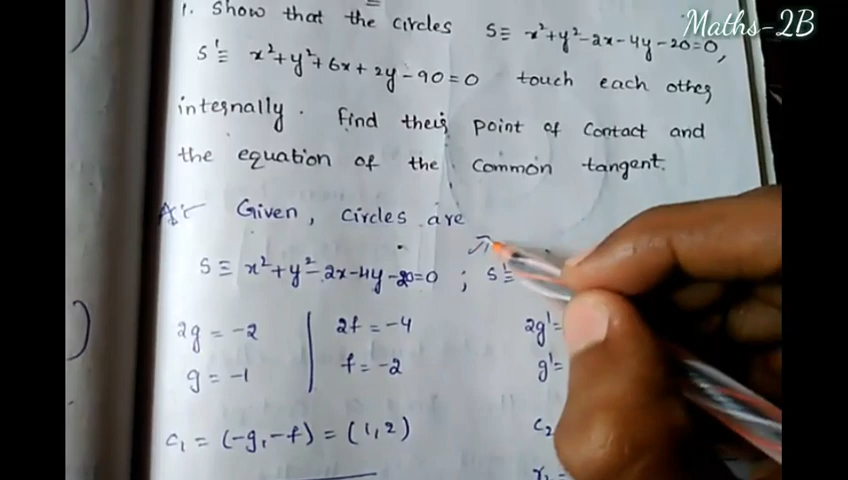 Maths-2B
1. Show that the circles S ≡ x²+y²-2x-4y-20=0,
S' ≡ x²+y²+6x+2y-90=0 touch each other
internally. Find their point of contact and
the equation of the common tangent.
Given, circles are
S ≡ x²+y²-2x-4y-20=0 ; S' ≡
2g = -2 | 2f = -4 2g' =
g = -1 | f = -2 g' =
C₁ = (-g, -f) = (1, 2) C₂
r₁ =